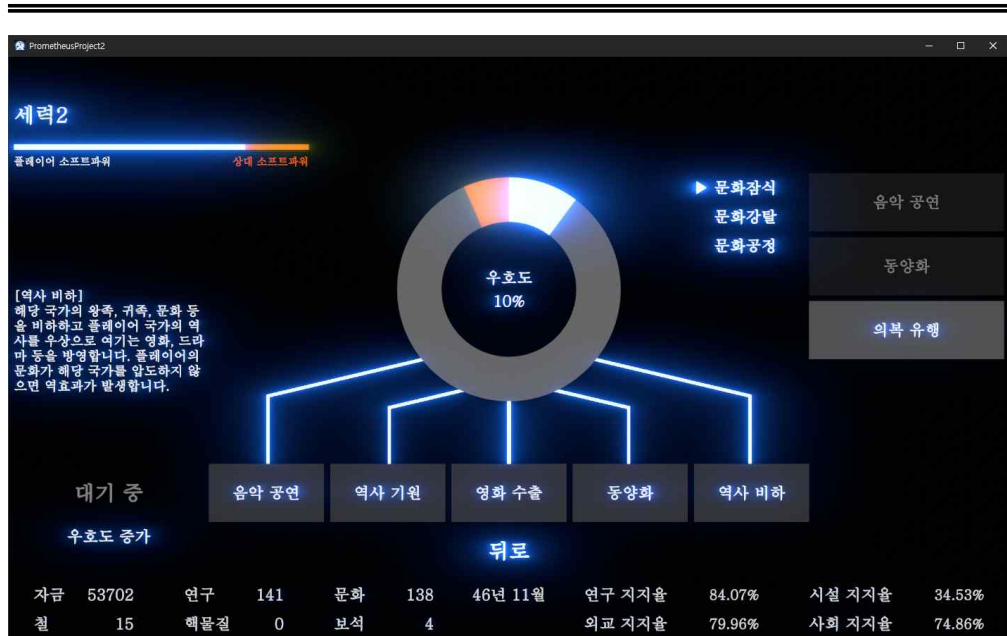 PrometheusProject2
세력2
플레이어 소프트파워 상대 소프트파워
▶ 문화잠식
문화강탈
문화공정
음악 공연
동양화
의복 유행
우호도
10%
[역사 비하]
해당 국가의 왕족, 귀족, 문화 등
을 비하하고 플레이어 국가의 역
사를 우상으로 여기는 영화, 드라
마 등을 방영합니다. 플레이어의
문화가 해당 국가를 압도하지 않
으면 역효과가 발생합니다.
대기 중
우호도 증가
음악 공연 역사 기원 영화 수출 동양화 역사 비하
뒤로
자금 53702 연구 141 문화 138 46년 11월 연구 지지율 84.07% 시설 지지율 34.53%
철 15 핵물질 0 보석 4 외교 지지율 79.96% 사회 지지율 74.86%